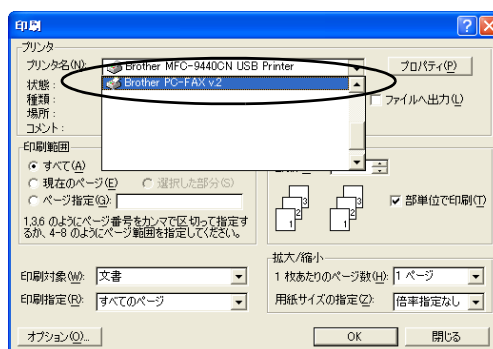 印刷
プリンタ
プリンタ名(N):
Brother MFC-9440CN USB Printer
プロパティ(P)
Brother PC-FAX v.2
状態:
種類:
場所:
コメント:
ファイルへ出力(L)
印刷範囲
すべて(A)
現在のページ(E)
選択した部分(S)
ページ指定(G):
1,3,6 のようにページ番号をカンマで区切って指定す
るか、4-8 のようにページ範囲を指定してください。
部単位で印刷(T)
印刷対象(W):
文書
印刷指定(R):
すべてのページ
拡大/縮小
1 枚あたりのページ数(H):
1 ページ
用紙サイズの指定(Z):
倍率指定なし
オプション(O)...
OK
閉じる